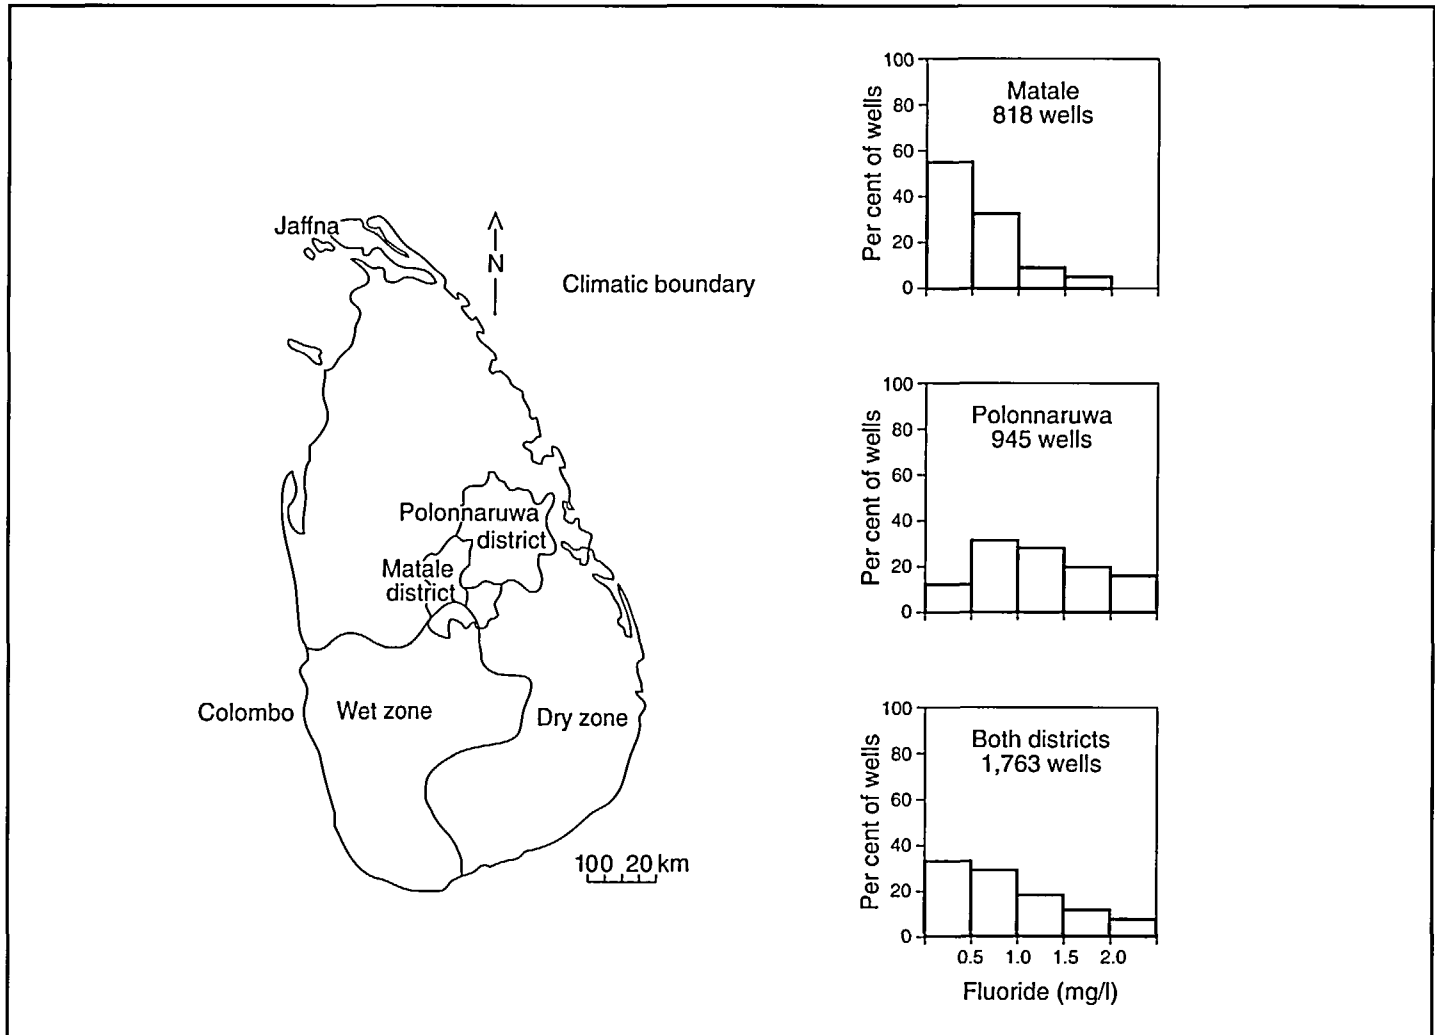 Jaffna
N
Climatic boundary
Polonnaruwa
district
Matale
district
Colombo
Wet zone
Dry zone
100 20 km
100
80
60
40
20
0
Per cent of wells
Matale
818 wells
100
80
60
40
20
0
Per cent of wells
Polonnaruwa
945 wells
100
80
60
40
20
0
Per cent of wells
Both districts
1,763 wells
0.5 1.0 1.5 2.0
Fluoride (mg/l)